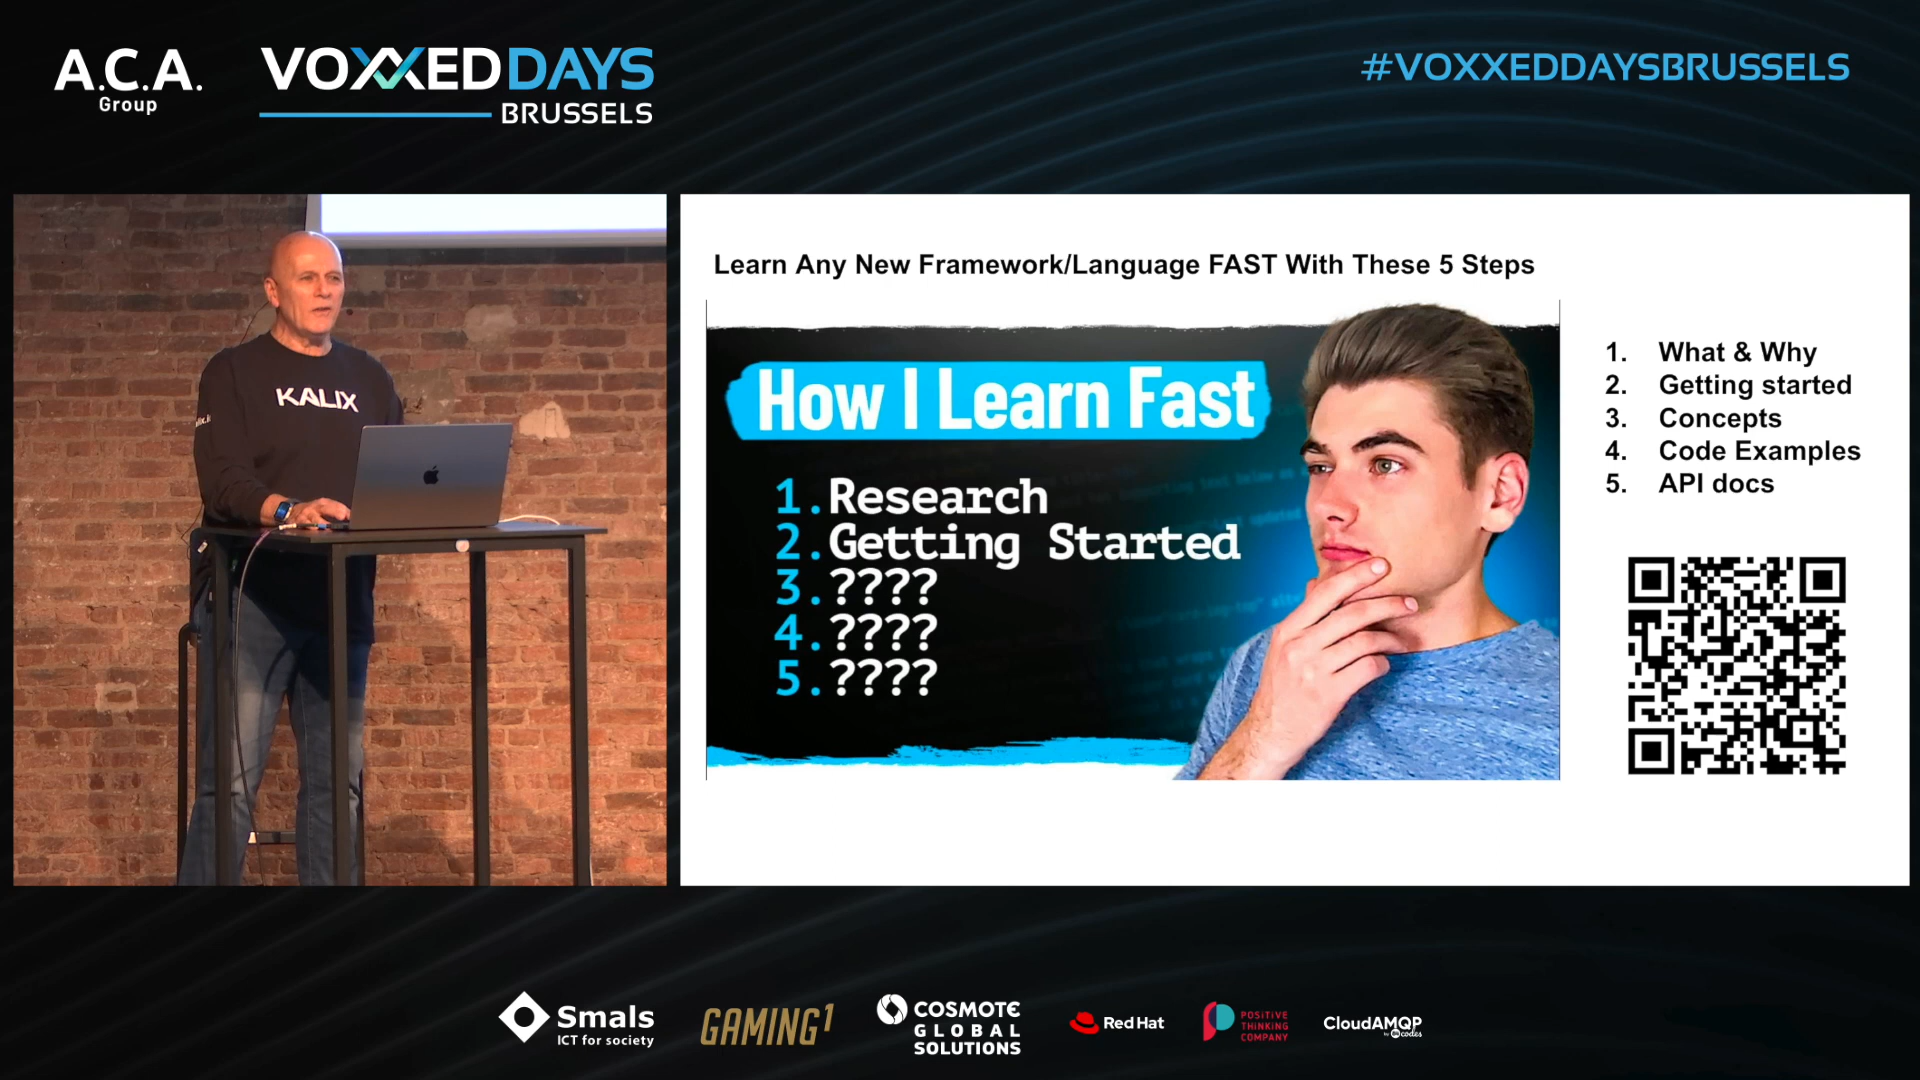 A.C.A.
Group
VOXXED DAYS
BRUSSELS
#VOXXEDDAYSBRUSSELS
KALIX
Learn Any New Framework/Language FAST With These 5 Steps
How I Learn Fast
1. Research
2. Getting Started
3. ????
4. ????
5. ????
1. What & Why
2. Getting started
3. Concepts
4. Code Examples
5. API docs
Smals
ICT for society
GAMING1
COSMOTE
GLOBAL
SOLUTIONS
Red Hat
POSITIVE
THINKING
COMPANY
CloudAMQP